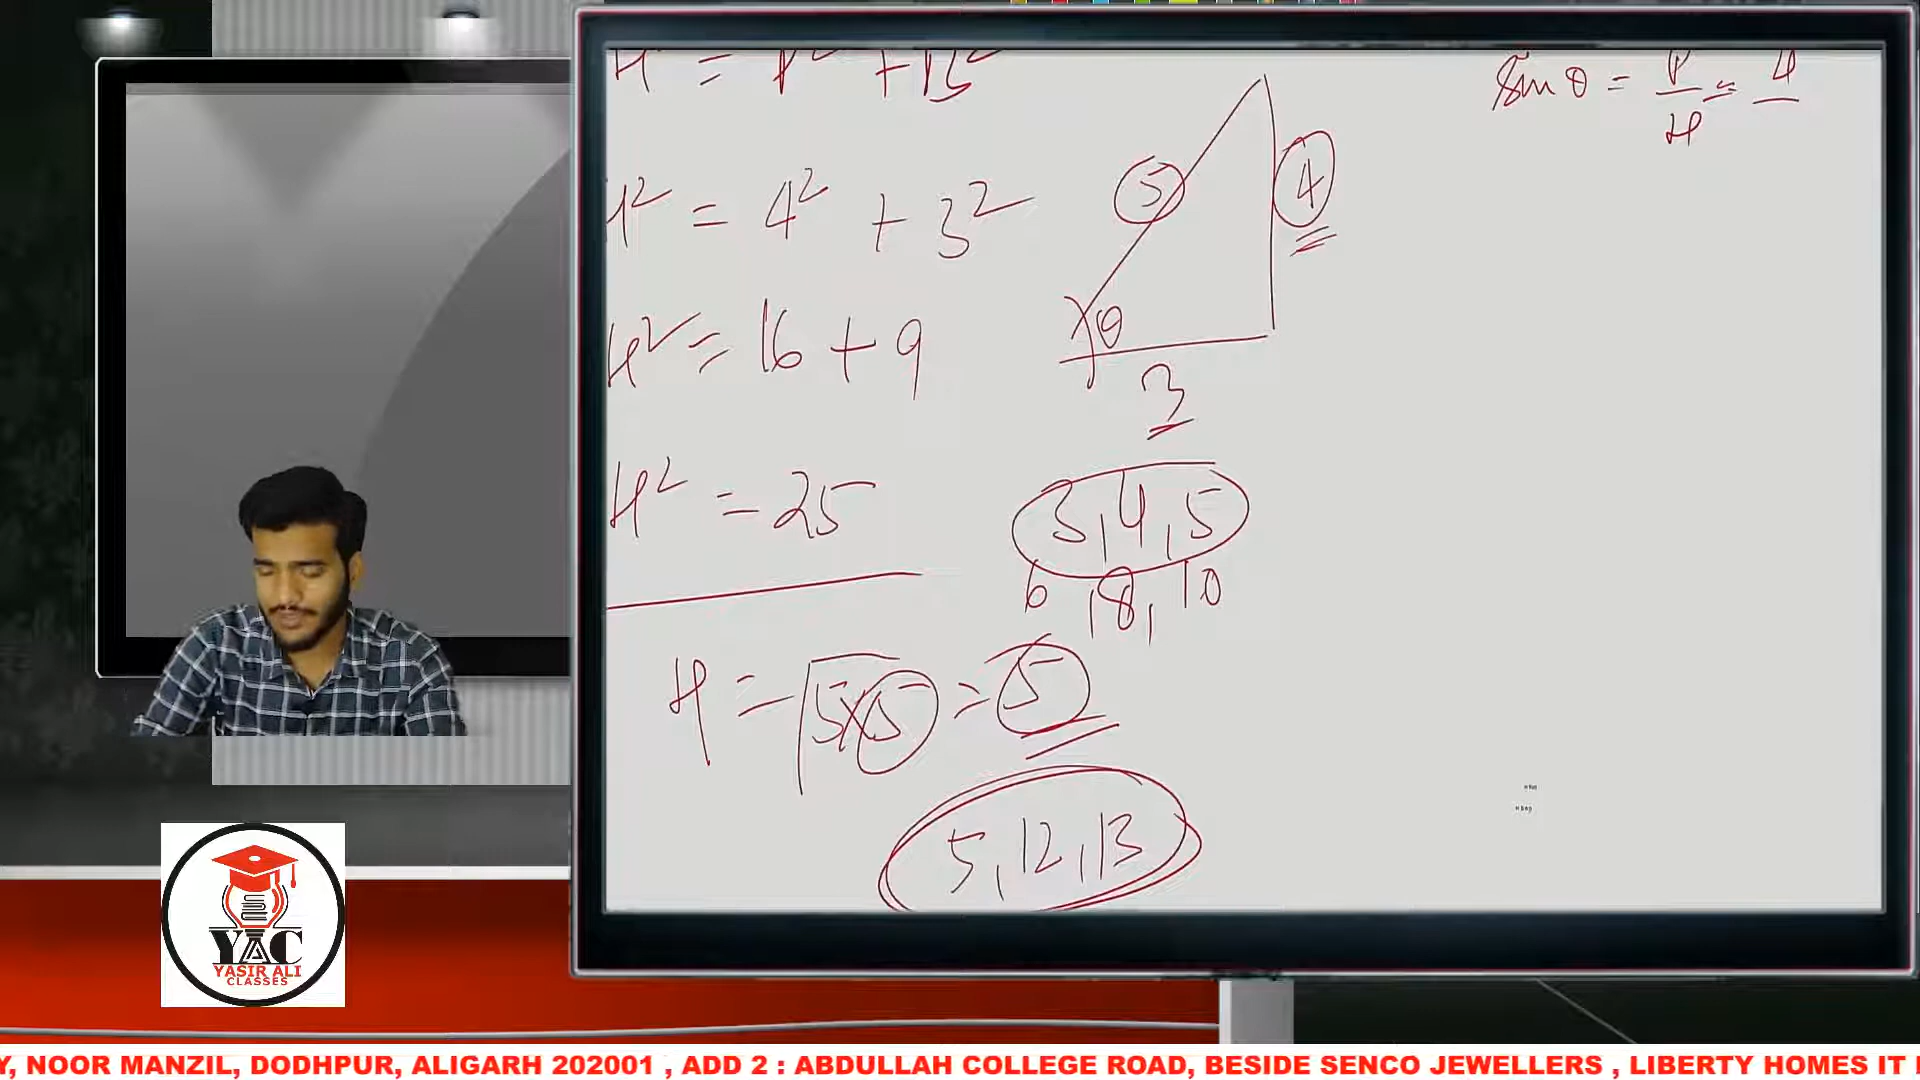 H² = P² + B²
sin θ = P/H = 4
H² = 4² + 3²
5
4
H² = 16 + 9
θ
3
H² = 25
3, 4, 5
6, 8, 10
H = √5×5 = 5
5, 12, 13
YAC
YASIR ALI
CLASSES
Y, NOOR MANZIL, DODHPUR, ALIGARH 202001 , ADD 2 : ABDULLAH COLLEGE ROAD, BESIDE SENCO JEWELLERS , LIBERTY HOMES IT